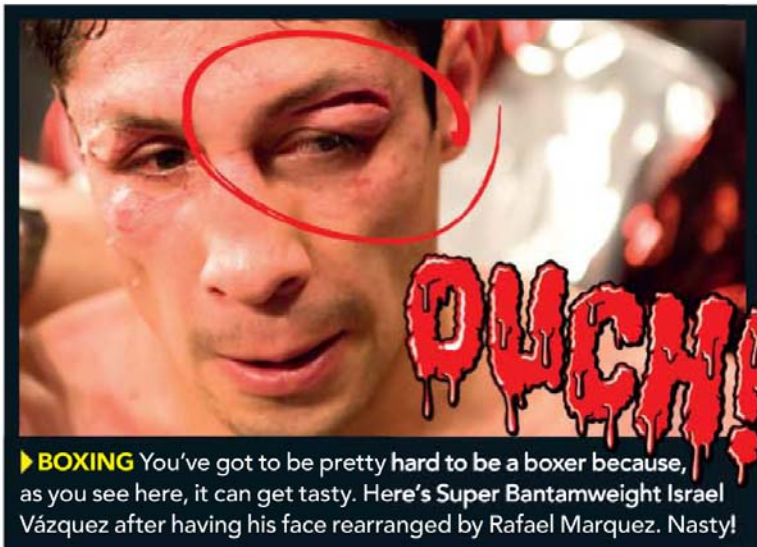 OUCH!
BOXING You've got to be pretty hard to be a boxer because,
as you see here, it can get tasty. Here's Super Bantamweight Israel
Vázquez after having his face rearranged by Rafael Marquez. Nasty!